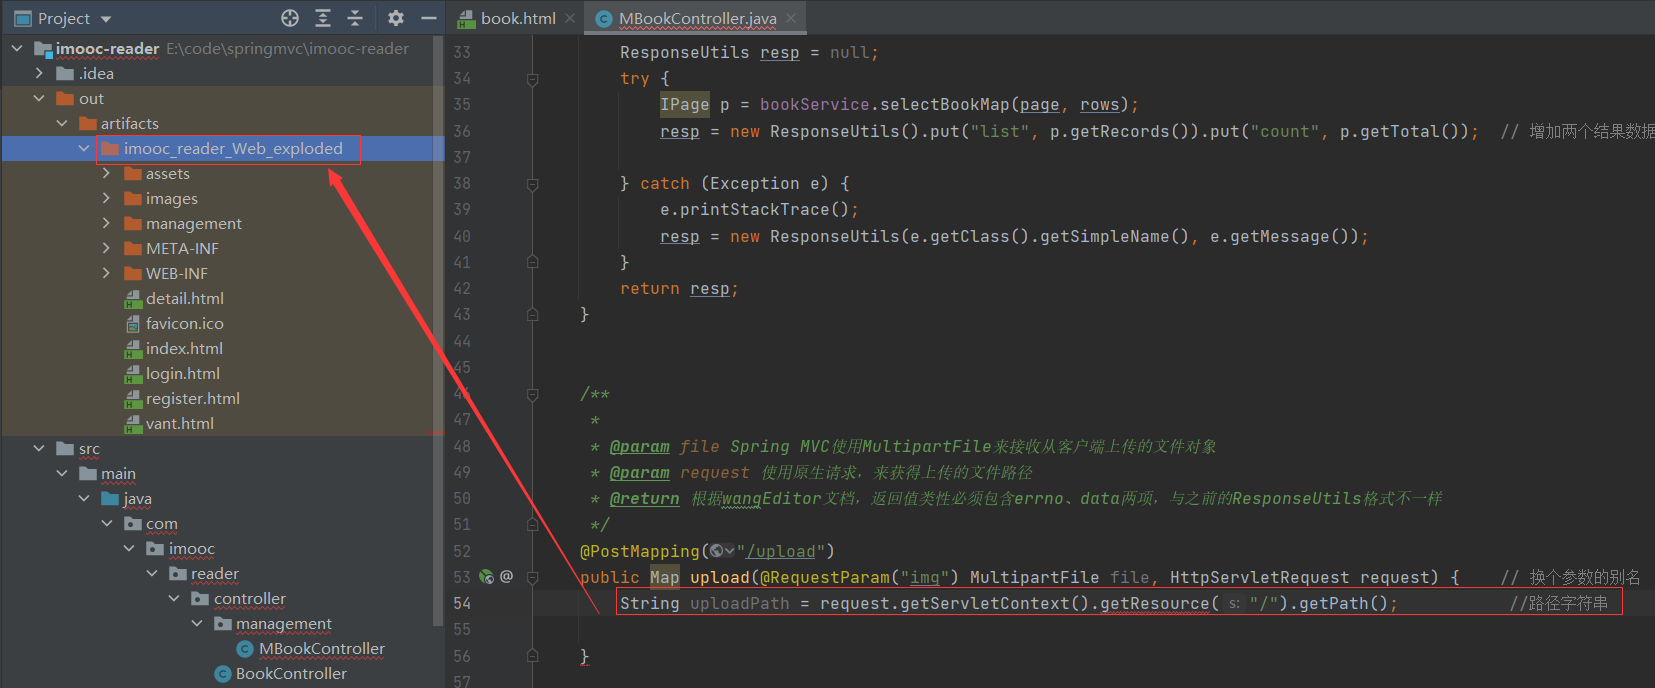 Project
book.html
MBookController.java
imooc-reader E:\code\springmvc\imooc-reader
.idea
out
artifacts
imooc_reader_Web_exploded
assets
images
management
META-INF
WEB-INF
detail.html
favicon.ico
index.html
login.html
register.html
vant.html
src
main
java
com
imooc
reader
controller
management
MBookController
BookController
33 ResponseUtils resp = null;
34 try {
35 IPage p = bookService.selectBookMap(page, rows);
36 resp = new ResponseUtils().put("list", p.getRecords()).put("count", p.getTotal()); // 增加两个结果数据
37
38 } catch (Exception e) {
39 e.printStackTrace();
40 resp = new ResponseUtils(e.getClass().getSimpleName(), e.getMessage());
41 }
42 return resp;
43 }
44
45
46 /**
47 *
48 * @param file Spring MVC使用MultipartFile来接收从客户端上传的文件对象
49 * @param request 使用原生请求，来获得上传的文件路径
50 * @return 根据wangEditor文档，返回值类性必须包含errno、data两项，与之前的ResponseUtils格式不一样
51 */
52 @PostMapping("/upload")
53 @ public Map upload(@RequestParam("img") MultipartFile file, HttpServletRequest request) { // 换个参数的别名
54 String uploadPath = request.getServletContext().getResource( s: "/").getPath(); //路径字符串
55
56 }
57